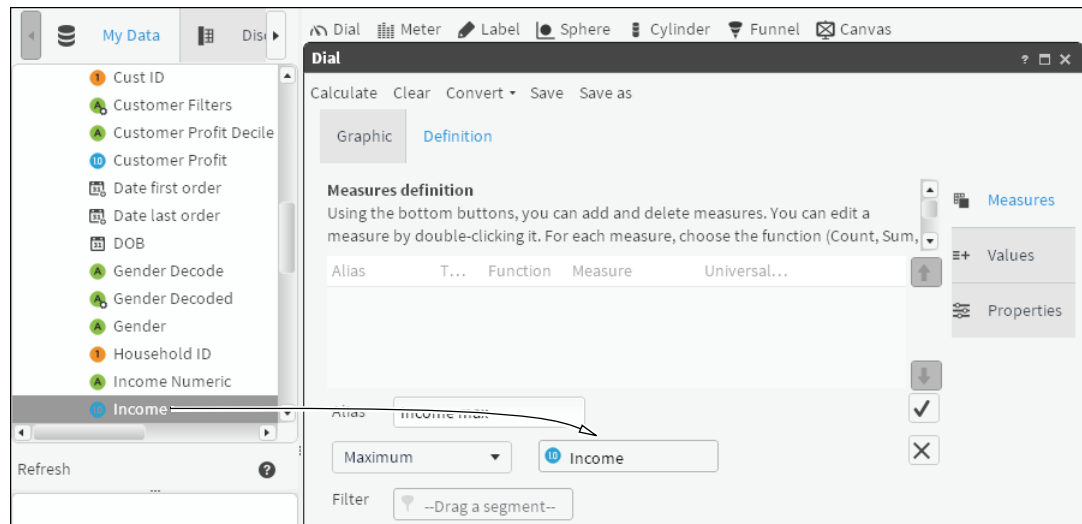 My Data
Disc
Dial Meter Label Sphere Cylinder Funnel Canvas
Dial
Calculate Clear Convert Save Save as
Graphic Definition
Cust ID
Customer Filters
Customer Profit Decile
Customer Profit
Date first order
Date last order
DOB
Gender Decode
Gender Decoded
Gender
Household ID
Income Numeric
Income
Refresh
Measures definition
Using the bottom buttons, you can add and delete measures. You can edit a
measure by double-clicking it. For each measure, choose the function (Count, Sum,
Alias T... Function Measure Universal...
Alias Income max
Maximum Income
Filter --Drag a segment--
Measures
Values
Properties